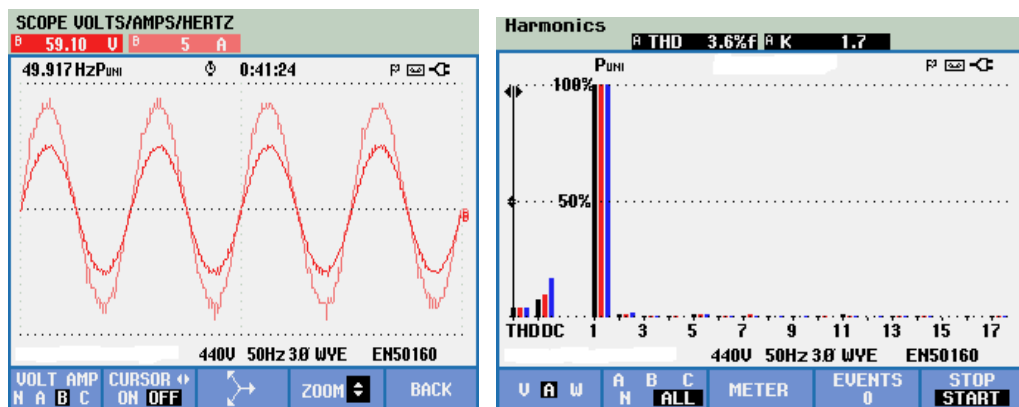 SCOPE VOLTS/AMPS/HERTZ
B 59.10 V B 5 A
49.917 HzPUNI 0:41:24
440V 50Hz 3.0̸ WYE EN50160
VOLT AMP
N A B C
CURSOR
ON OFF
ZOOM
BACK
Harmonics
A THD 3.6%f A K 1.7
PUNI
100%
50%
THD DC 1 3 5 7 9 11 13 15 17
440V 50Hz 3.0̸ WYE EN50160
V A W
A B C
N ALL
METER
EVENTS
0
STOP
START